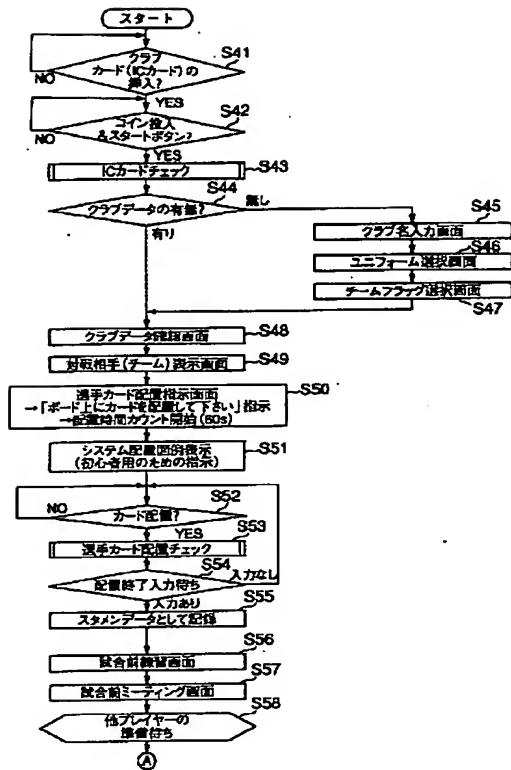 スタート
S41
クラブ
カード(ICカード)の
挿入?
NO
YES
S42
コイン投入
&スタートボタン?
NO
YES
S43
ICカードチェック
S44
クラブデータの有無?
無し
有り
S45
クラブ名入力画面
S46
ユニフォーム選択画面
チームフラッグ選択画面
S47
S48
クラブデータ確認画面
S49
対戦相手(チーム)表示画面
S50
選手カード配置指示画面
→「ボード上にカードを配置して下さい」指示
→配置時間カウント開始(60s)
S51
システム配置図例表示
(初心者用のための指示)
S52
NO
カード配置?
YES
S53
選手カード配置チェック
S54
配置終了入力待ち
入力なし
入力あり
S55
スタメンデータとして記録
S56
試合前練習画面
S57
試合前ミーティング画面
S58
他プレイヤーの
準備待ち
A